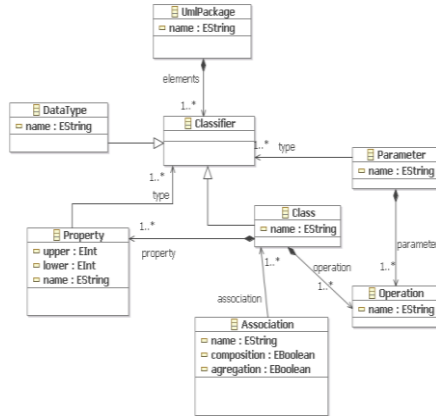 UmlPackage
name : EString
elements
1..*
DataType
name : EString
Classifier
1..*
type
1..*
Parameter
name : EString
type
Class
name : EString
1..*
property
Property
upper : EInt
lower : EInt
name : EString
1..*
operation
1..*
parameter
1..*
Operation
name : EString
association
Association
name : EString
composition : EBoolean
agregation : EBoolean